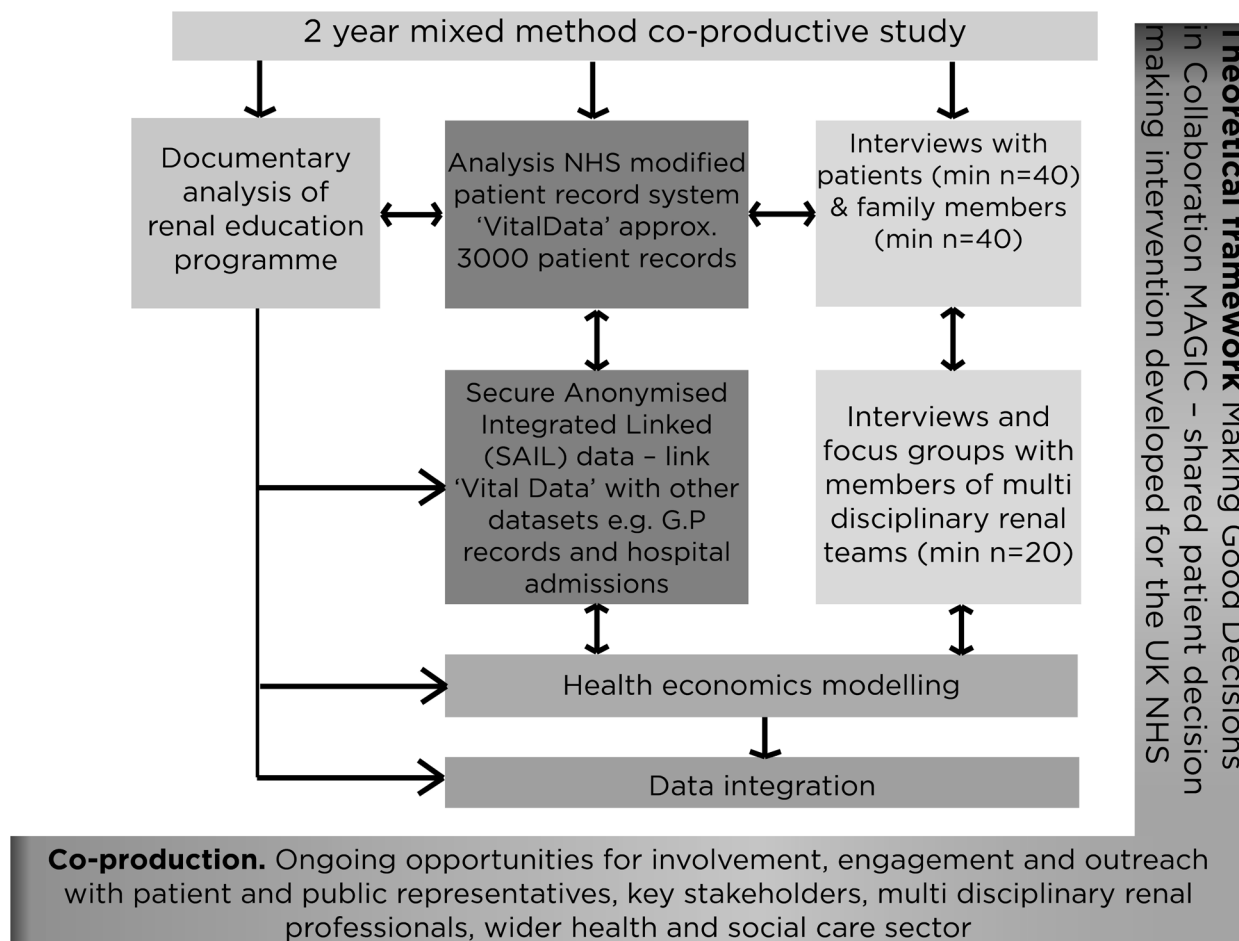 2 year mixed method co-productive study
Documentary
analysis of
renal education
programme
Analysis NHS modified
patient record system
‘VitalData’ approx.
3000 patient records
Interviews with
patients (min n=40)
& family members
(min n=40)
Secure Anonymised
Integrated Linked
(SAIL) data – link
‘Vital Data’ with other
datasets e.g. G.P
records and hospital
admissions
Interviews and
focus groups with
members of multi
disciplinary renal
teams (min n=20)
Health economics modelling
Data integration
Theoretical framework Making Good Decisions
in Collaboration MAGIC – shared patient decision
making intervention developed for the UK NHS
Co-production. Ongoing opportunities for involvement, engagement and outreach
with patient and public representatives, key stakeholders, multi disciplinary renal
professionals, wider health and social care sector